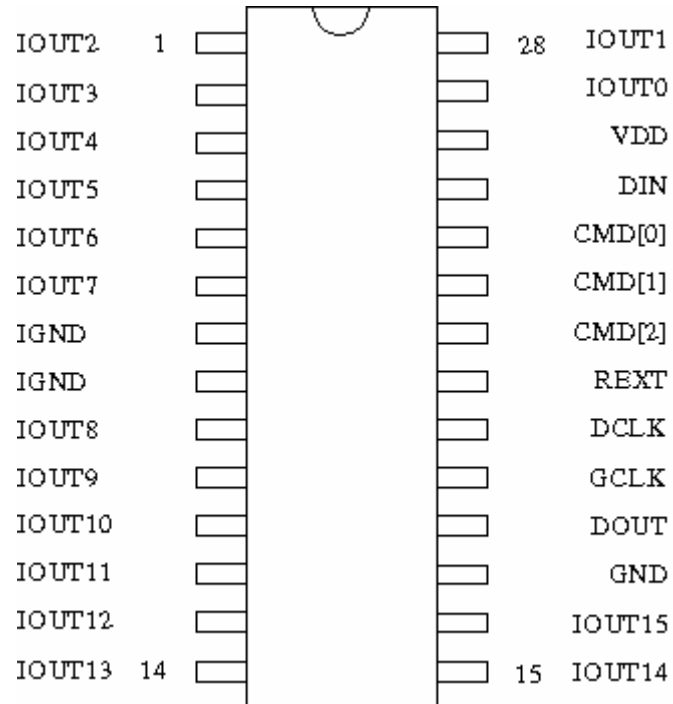 IOUT2 1 28 IOUT1
IOUT3 IOUT0
IOUT4 VDD
IOUT5 DIN
IOUT6 CMD[0]
IOUT7 CMD[1]
IGND CMD[2]
IGND REXT
IOUT8 DCLK
IOUT9 GCLK
IOUT10 DOUT
IOUT11 GND
IOUT12 IOUT15
IOUT13 14 15 IOUT14